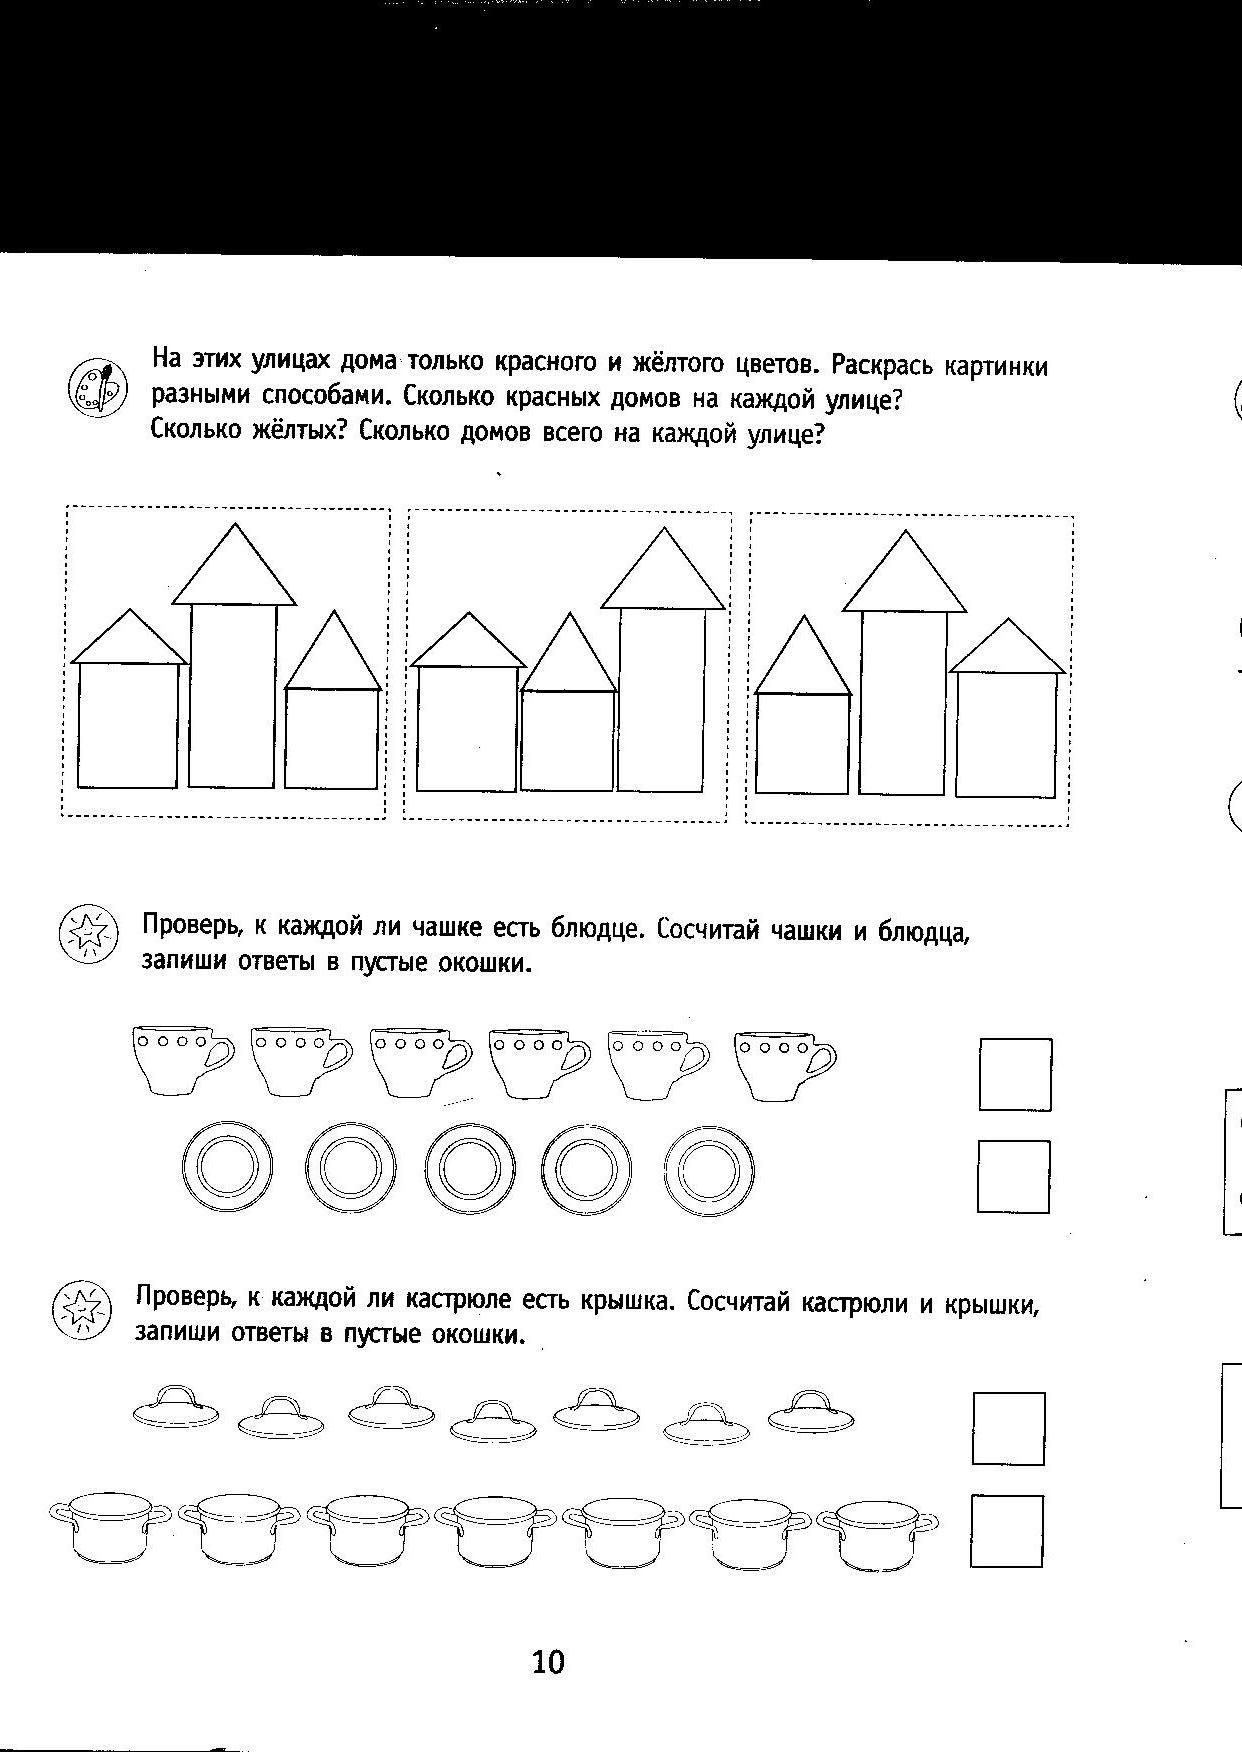 На этих улицах дома только красного и жёлтого цветов. Раскрась картинки
разными способами. Сколько красных домов на каждой улице?
Сколько жёлтых? Сколько домов всего на каждой улице?
Проверь, к каждой ли чашке есть блюдце. Сосчитай чашки и блюдца,
запиши ответы в пустые окошки.
Проверь, к каждой ли кастрюле есть крышка. Сосчитай кастрюли и крышки,
запиши ответы в пустые окошки.
10